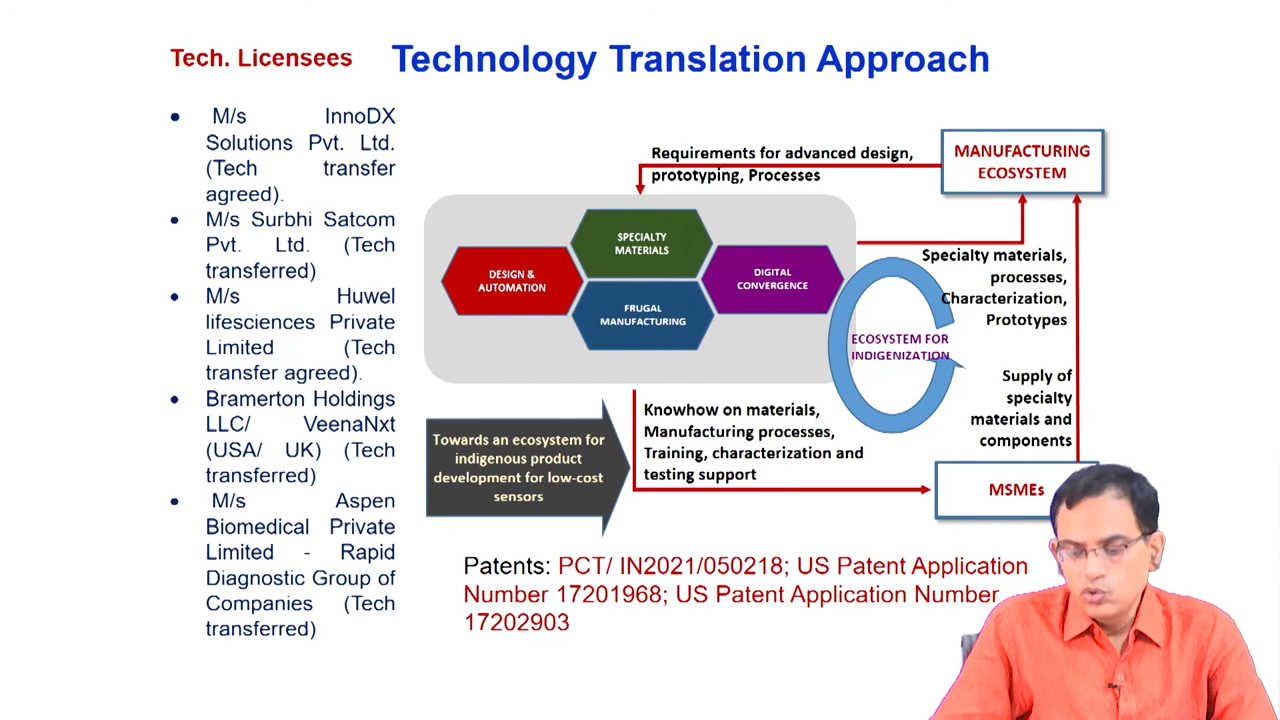 Tech. Licensees
Technology Translation Approach
● M/s InnoDX
Solutions Pvt. Ltd.
(Tech transfer
agreed).
● M/s Surbhi Satcom
Pvt. Ltd. (Tech
transferred)
● M/s Huwel
lifesciences Private
Limited (Tech
transfer agreed).
● Bramerton Holdings
LLC/ VeenaNxt
(USA/ UK) (Tech
transferred)
● M/s Aspen
Biomedical Private
Limited - Rapid
Diagnostic Group of
Companies (Tech
transferred)
Requirements for advanced design,
prototyping, Processes
MANUFACTURING
ECOSYSTEM
SPECIALTY
MATERIALS
DESIGN &
AUTOMATION
DIGITAL
CONVERGENCE
FRUGAL
MANUFACTURING
Specialty materials,
processes,
Characterization,
Prototypes
ECOSYSTEM FOR
INDIGENIZATION
Supply of
specialty
materials and
components
Towards an ecosystem for
indigenous product
development for low-cost
sensors
Knowhow on materials,
Manufacturing processes,
Training, characterization and
testing support
MSMEs
Patents: PCT/ IN2021/050218; US Patent Application
Number 17201968; US Patent Application Number
17202903